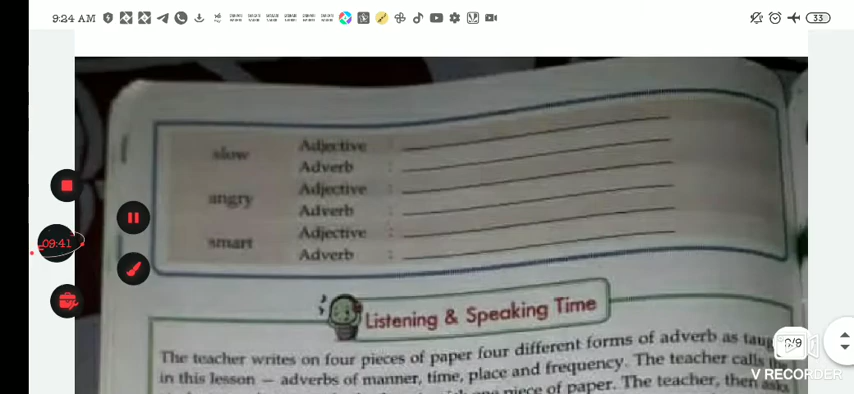 9:24 AM
33
slow Adjective :
Adverb :
angry Adjective :
Adverb :
smart Adjective :
Adverb :
09:41
Listening & Speaking Time
The teacher writes on four pieces of paper four different forms of adverb as
in this lesson – adverbs of manner, time, place and frequency. The teacher calls
piece of paper. The teacher, then asks
/9
V RECORDER